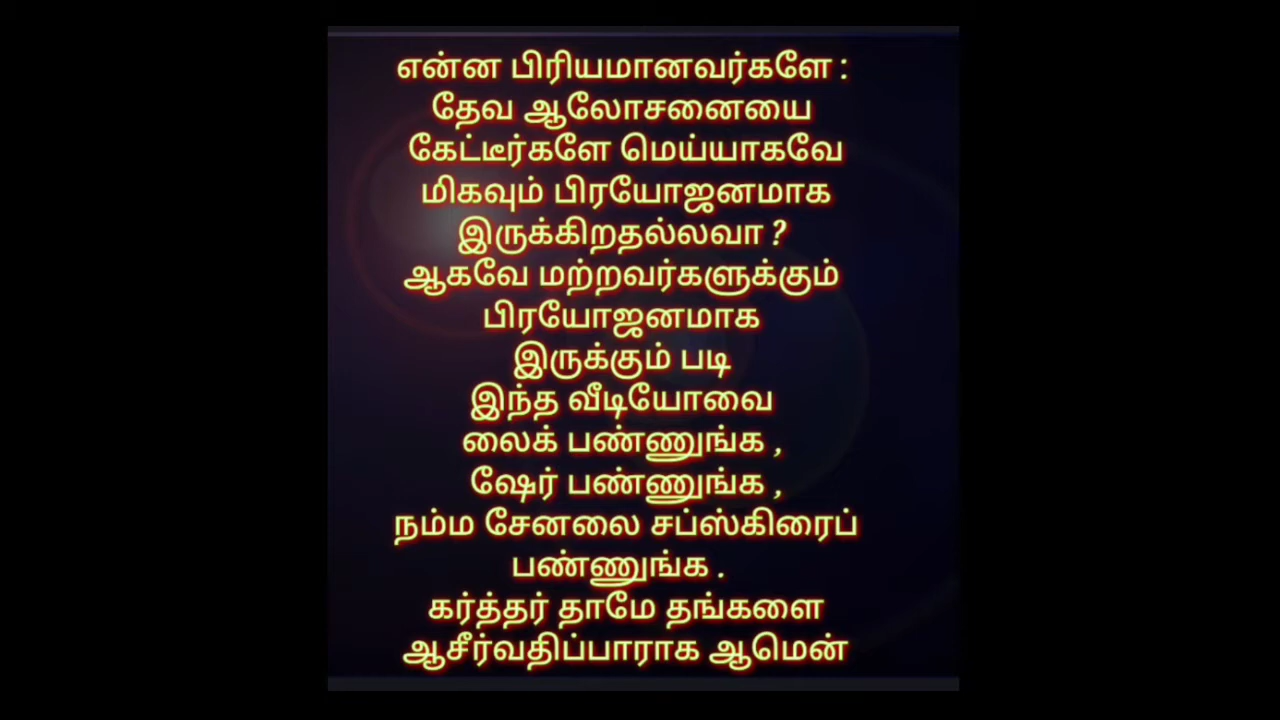 என்ன பிரியமானவர்களே :
தேவ ஆலோசனையை
கேட்டீர்களே மெய்யாகவே
மிகவும் பிரயோஜனமாக
இருக்கிறதல்லவா ?
ஆகவே மற்றவர்களுக்கும்
பிரயோஜனமாக
இருக்கும் படி
இந்த வீடியோவை
லைக் பண்ணுங்க ,
ஷேர் பண்ணுங்க ,
நம்ம சேனலை சப்ஸ்கிரைப்
பண்ணுங்க .
கர்த்தர் தாமே தங்களை
ஆசீர்வதிப்பாராக ஆமென்